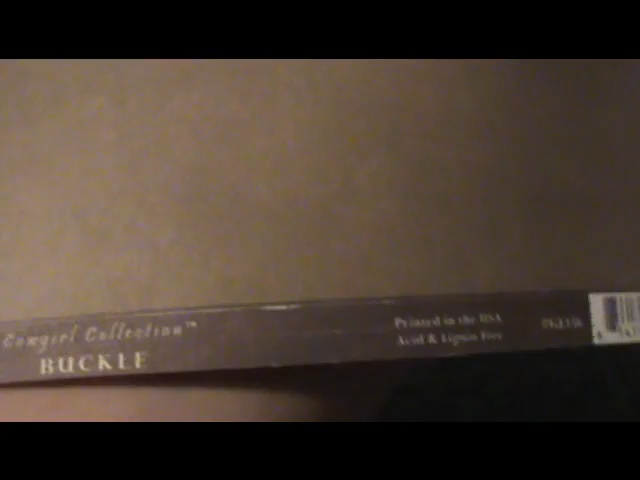 Cowgirl Collection™
BUCKLE
Printed in the USA
Acid & Lignin Free